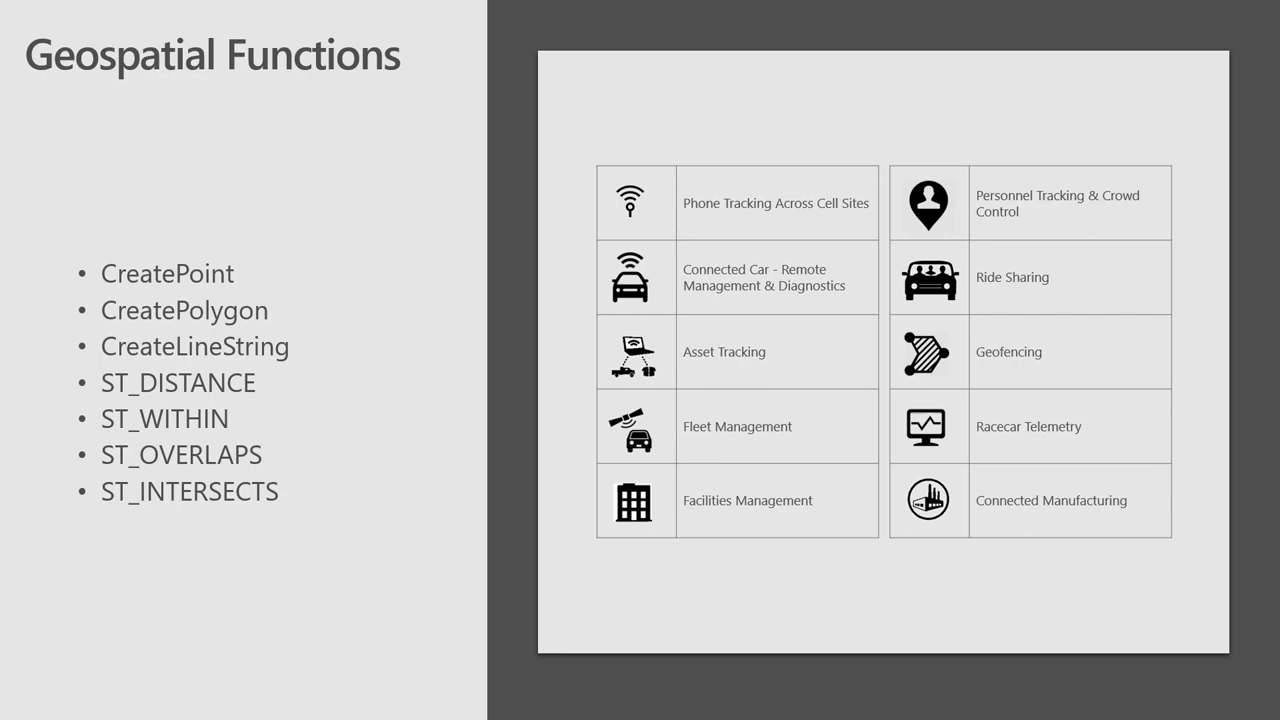 Geospatial Functions
• CreatePoint
• CreatePolygon
• CreateLineString
• ST_DISTANCE
• ST_WITHIN
• ST_OVERLAPS
• ST_INTERSECTS
Phone Tracking Across Cell Sites
Connected Car - Remote
Management & Diagnostics
Asset Tracking
Fleet Management
Facilities Management
Personnel Tracking & Crowd
Control
Ride Sharing
Geofencing
Racecar Telemetry
Connected Manufacturing